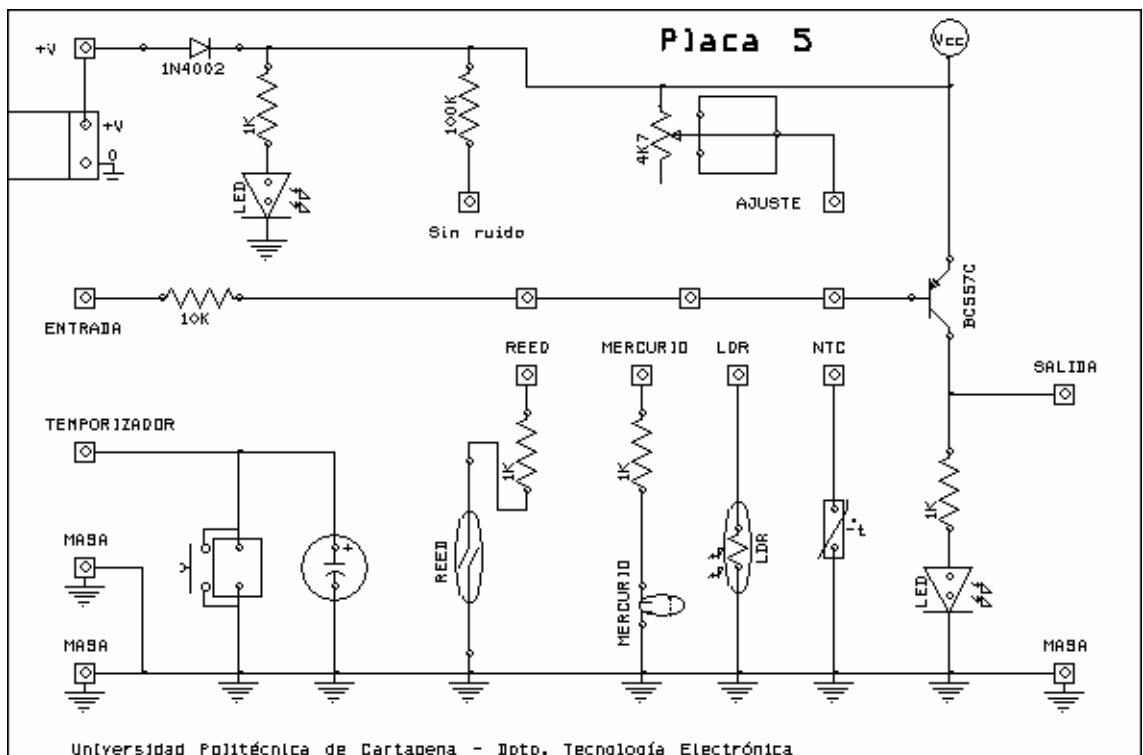 Placa 5
+V
1N4002
Vcc
+V
0
1K
LED
100K
Sin ruido
4K7
AJUSTE
ENTRADA
10K
BC557C
REED
MERCURIO
LDR
NTC
SALIDA
TEMPORIZADOR
1K
1K
1K
MASA
+
REED
MERCURIO
LDR
-t
LED
MASA
MASA
Universidad Politécnica de Cartagena - Dpto. Tecnología Electrónica